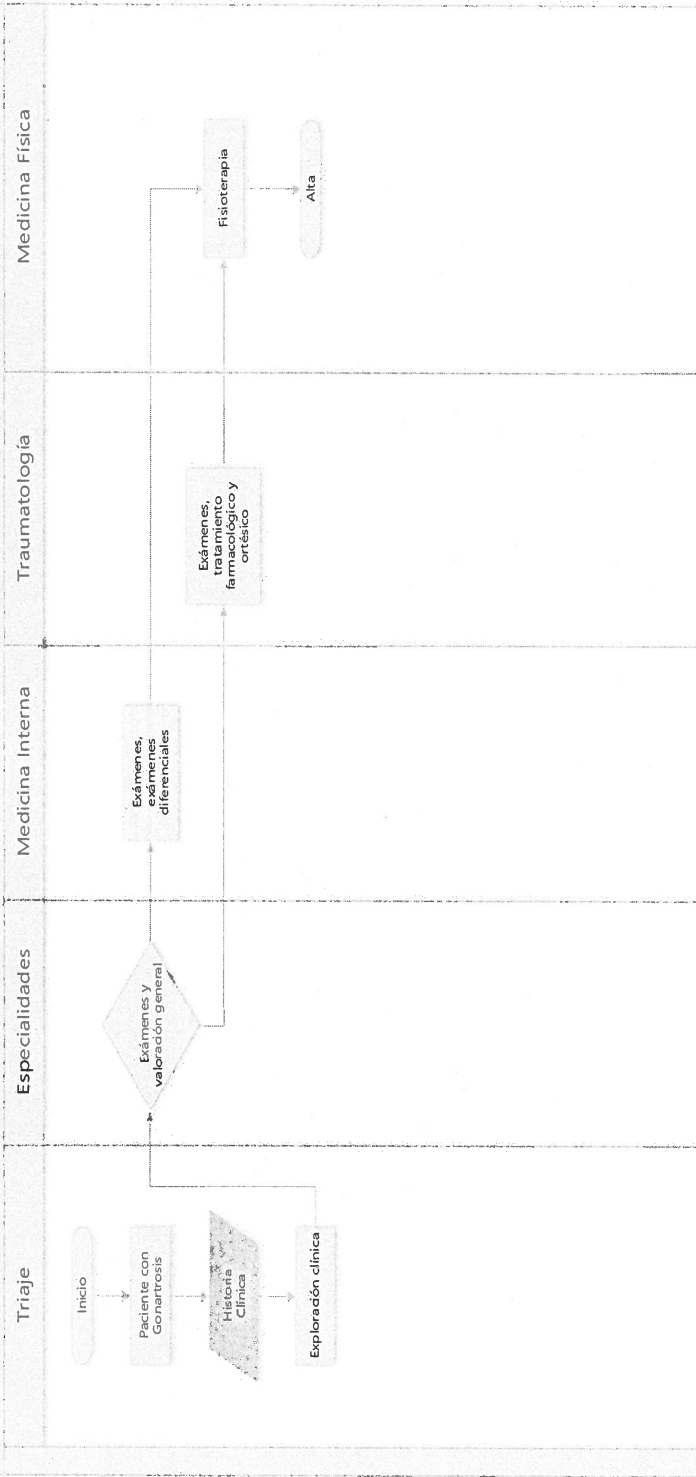 Triaje
Especialidades
Medicina Interna
Traumatología
Medicina Física
Inicio
Paciente con
Gonartrosis
Historia
Clínica
Exploración clínica
Exámenes y
valoración general
Exámenes,
exámenes
diferenciales
Exámenes,
tratamiento
farmacológico y
ortésico
Fisioterapia
Alta